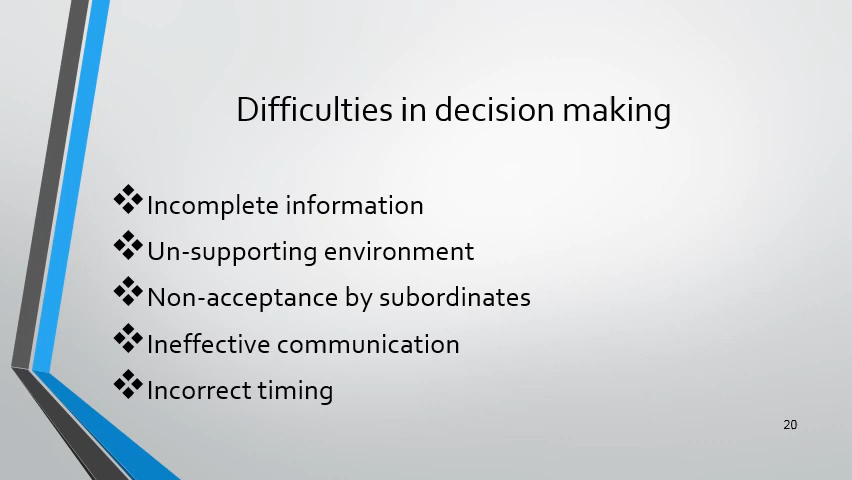 Difficulties in decision making
❖Incomplete information
❖Un-supporting environment
❖Non-acceptance by subordinates
❖Ineffective communication
❖Incorrect timing
20